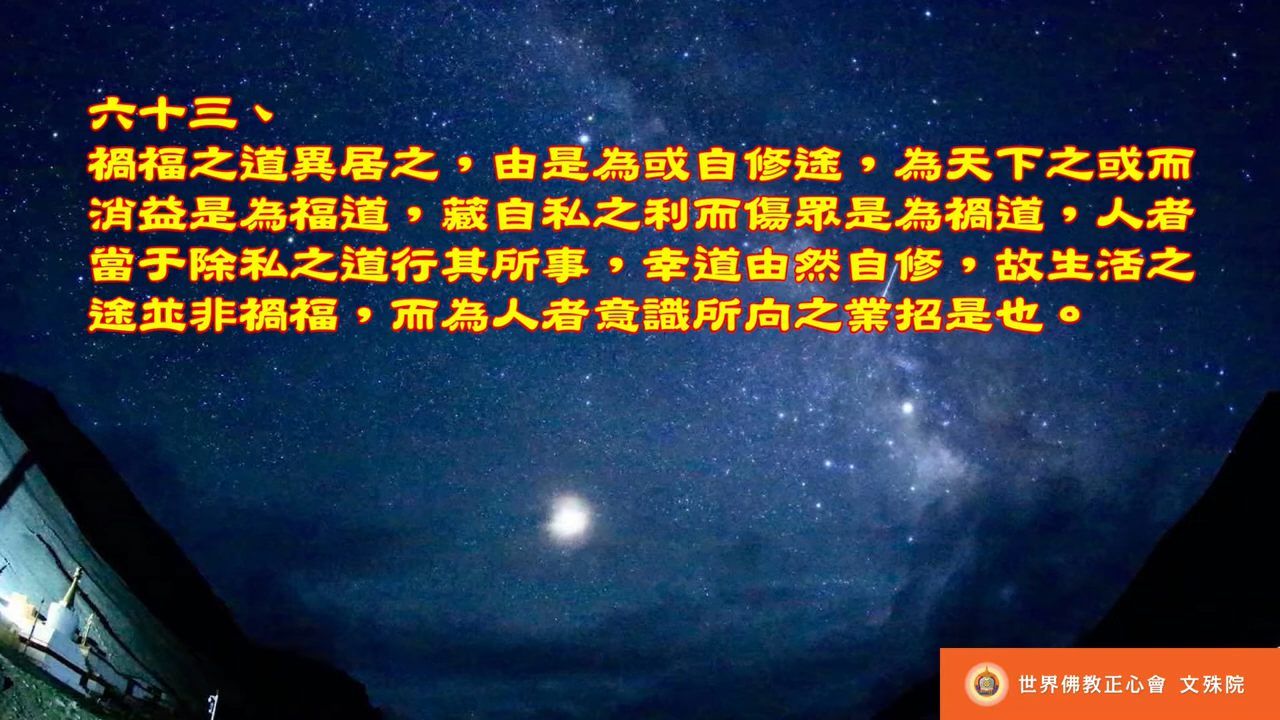 六十三、
禍福之道異居之，由是為或自修途，為天下之或而
消益是為福道，藏自私之利而傷眾是為禍道，人者
當于除私之道行其所事，幸道由然自修，故生活之
途並非禍福，而為人者意識所向之業招是也。
世界佛教正心會 文殊院